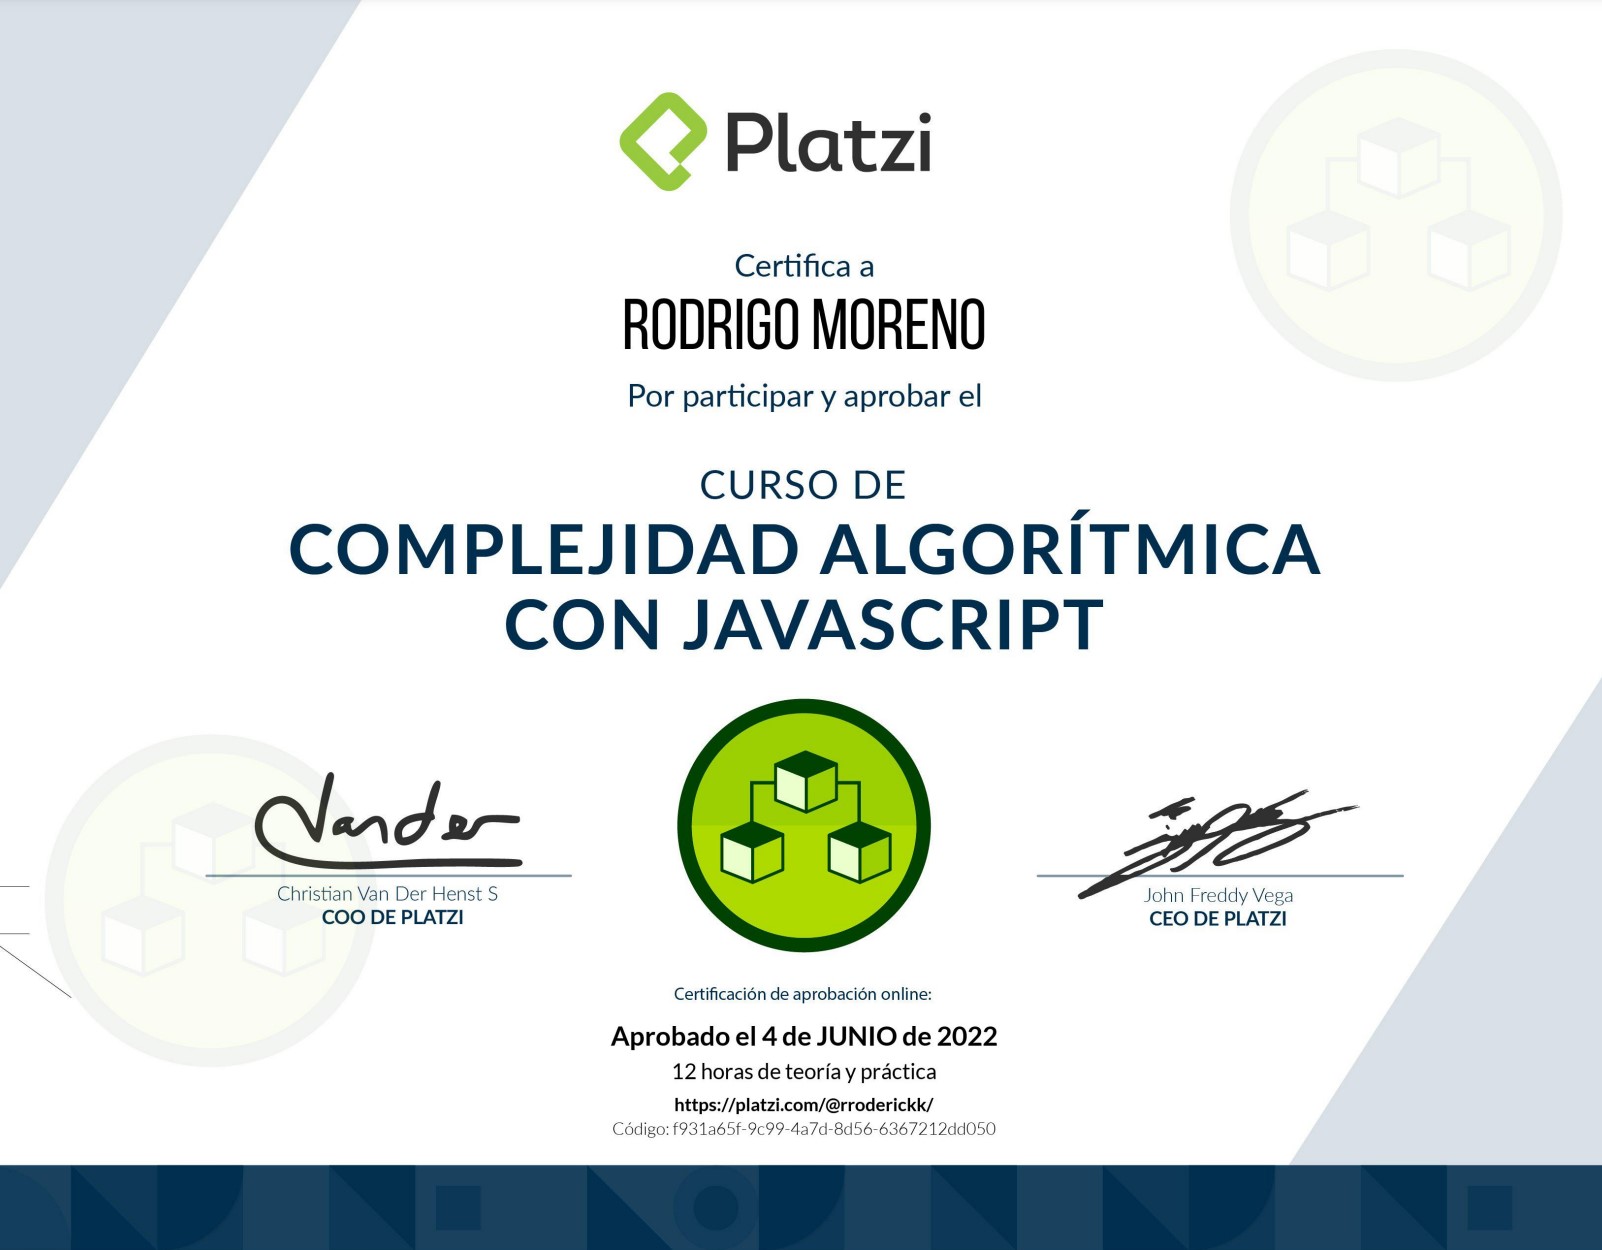 Platzi
Certifica a
RODRIGO MORENO
Por participar y aprobar el
CURSO DE
COMPLEJIDAD ALGORÍTMICA
CON JAVASCRIPT
Vander
Christian Van Der Henst S
COO DE PLATZI
John Freddy Vega
CEO DE PLATZI
Certificación de aprobación online:
Aprobado el 4 de JUNIO de 2022
12 horas de teoría y práctica
https://platzi.com/@rroderickk/
Código: f931a65f-9c99-4a7d-8d56-6367212dd050